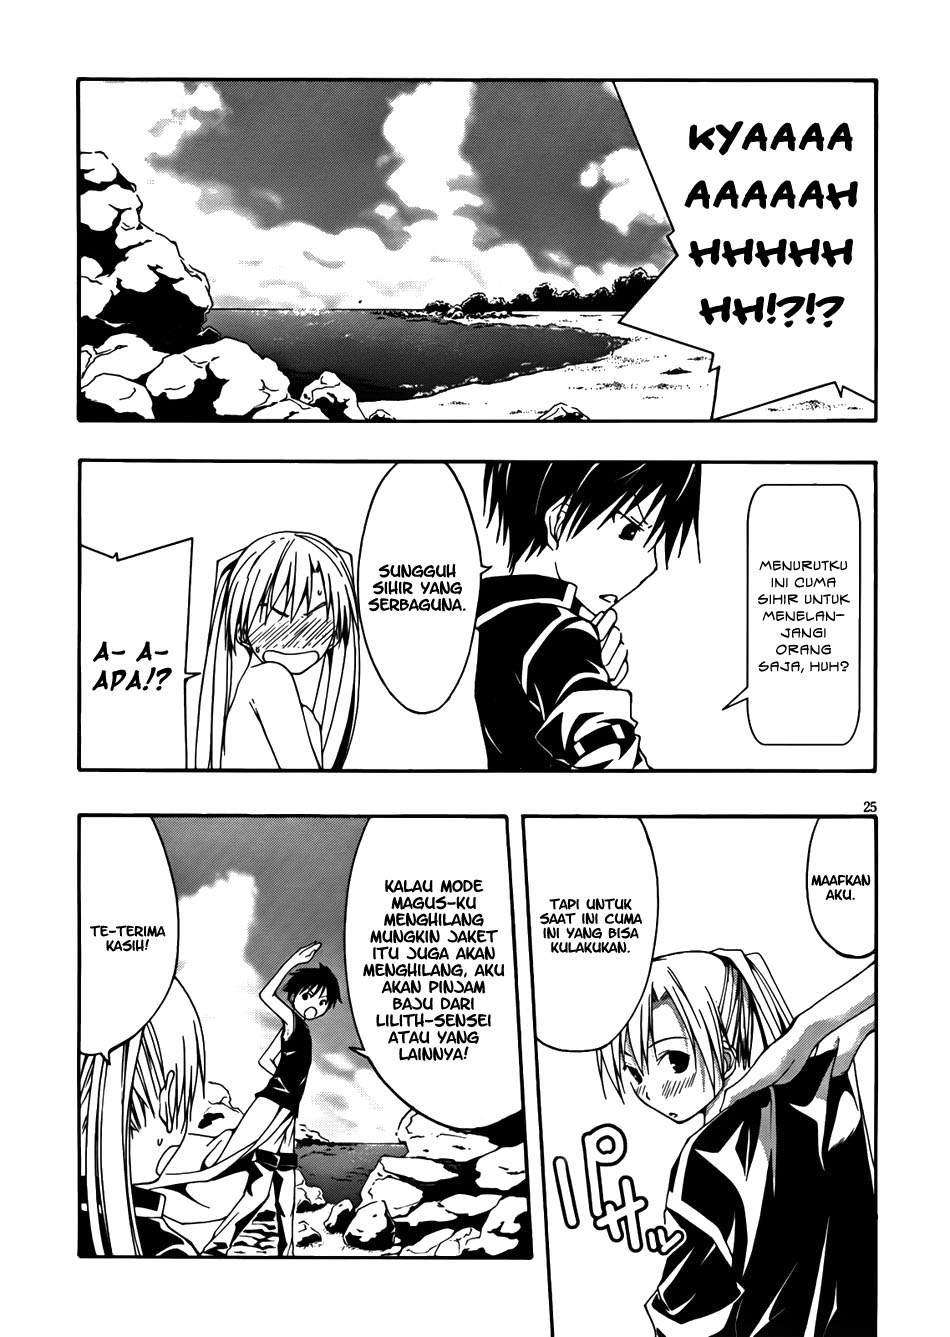 KYAAAA
AAAAAH
HHHHH
HH!?!?
MENURUTKU
INI CUMA
SIHIR UNTUK
MENELAN-
JANGI
ORANG
SAJA, HUH?
SUNGGUH
SIHIR YANG
SERBAGUNA.
A- A-
APA!?
25
MAAFKAN
AKU.
TAPI UNTUK
SAAT INI CUMA
INI YANG BISA
KULAKUKAN.
KALAU MODE
MAGUS-KU
MENGHILANG
MUNGKIN JAKET
ITU JUGA AKAN
MENGHILANG, AKU
AKAN PINJAM
BAJU DARI
LILITH-SENSEI
ATAU YANG
LAINNYA!
TE-TERIMA
KASIH!